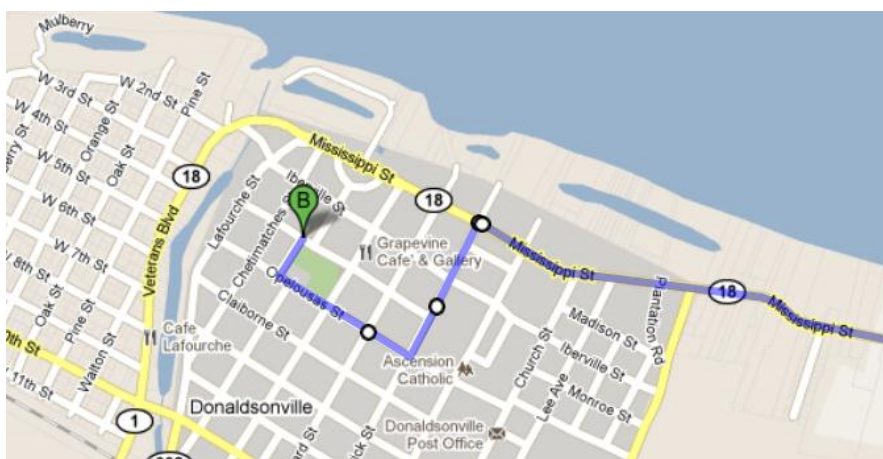 Mulberry
W 2nd St
Pine St
W 3rd St
W 4th St
Orange St
Mississippi St
W 5th St
Oak St
18
Iberville St
18
Lafourche St
B
W 6th St
Chetimatches
Grapevine
Cafe' & Gallery
Mississippi St
W 7th St
Veterans Blvd
Opelousas St
Plantation Rd
18
W 8th St
Mississippi St
Oak St
Claiborne St
Madison St
Pine St
Cafe
Lafourche
Church St
Iberville St
Walton St
Ascension
Catholic
Lee Ave
Monroe St
W 11th St
Donaldsonville
1
Donaldsonville
Post Office